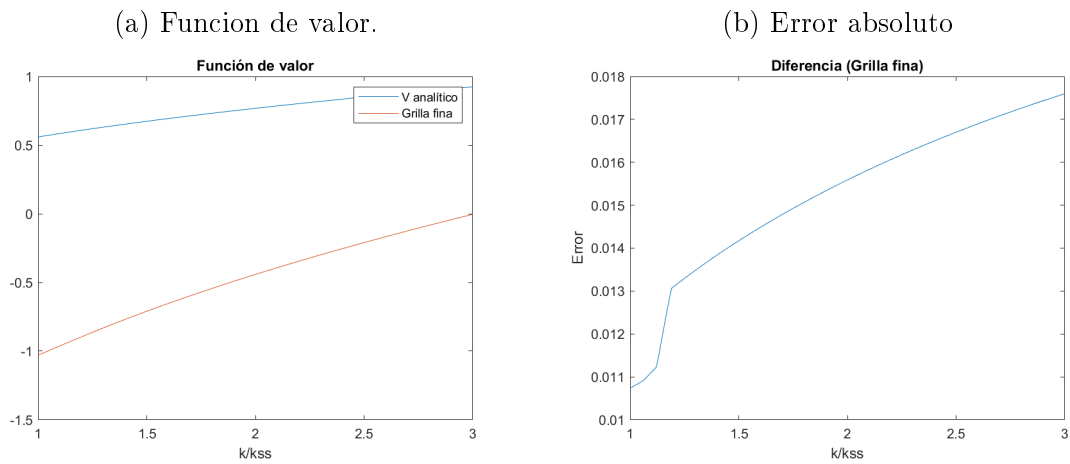 (a) Funcion de valor.
Función de valor
1
0.5
0
-0.5
-1
-1.5
V analítico
Grilla fina
1 1.5 2 2.5 3
k/kss
(b) Error absoluto
Diferencia (Grilla fina)
0.018
0.017
0.016
0.015
0.014
0.013
0.012
0.011
0.01
Error
1 1.5 2 2.5 3
k/kss